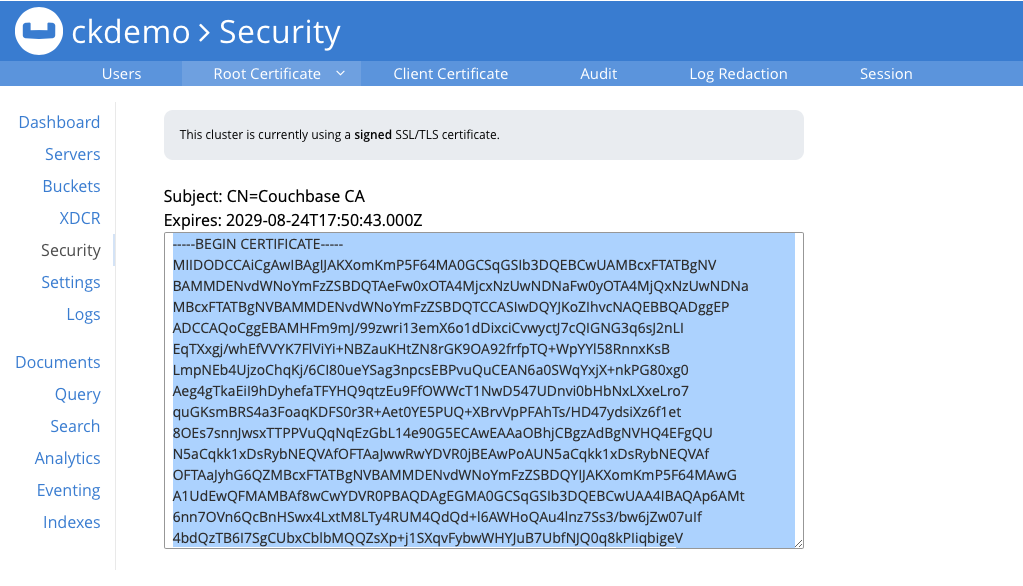 ckdemo > Security
Users
Root Certificate
Client Certificate
Audit
Log Redaction
Session
Dashboard
Servers
Buckets
XDCR
Security
Settings
Logs
Documents
Query
Search
Analytics
Eventing
Indexes
This cluster is currently using a signed SSL/TLS certificate.
Subject: CN=Couchbase CA
Expires: 2029-08-24T17:50:43.000Z
-----BEGIN CERTIFICATE-----
MIIDODCCAiCgAwIBAgIJAKXomKmP5F64MA0GCSqGSIb3DQEBCwUAMBcxFTATBgNV
BAMMDENvdWNoYmFzZSBDQTAeFw0xOTA4MjcxNzUwNDNaFw0yOTA4MjQxNzUwNDNa
MBcxFTATBgNVBAMMDENvdWNoYmFzZSBDQTCCASIwDQYJKoZIhvcNAQEBBQADggEP
ADCCAQoCggEBAMHFm9mJ/99zwri13emX6o1dDixciCvwyctJ7cQIGNG3q6sJ2nLI
EqTXxgj/whEfVVYK7FlViYi+NBZauKHtZN8rGK9OA92frfpTQ+WpYYl58RnnxKsB
LmpNEb4UjzoChqKj/6CI80ueYSag3npcsEBPvuQuCEAN6a0SWqYxjX+nkPG80xg0
Aeg4gTkaEiI9hDyhefaTFYHQ9qtzEu9FfOWWcT1NwD547UDnvi0bHbNxLXxeLro7
quGKsmBRS4a3FoaqKDFS0r3R+Aet0YE5PUQ+XBrvVpPFAhTs/HD47ydsiXz6f1et
8OEs7snnJwsxTTPPVuQqNqEzGbL14e90G5ECAwEAAaOBhjCBgzAdBgNVHQ4EFgQU
N5aCqkk1xDsRybNEQVAfOFTAaJwwRwYDVR0jBEAwPoAUN5aCqkk1xDsRybNEQVAf
OFTAaJyhG6QZMBcxFTATBgNVBAMMDENvdWNoYmFzZSBDQYIJAKXomKmP5F64MAwG
A1UdEwQFMAMBAf8wCwYDVR0PBAQDAgEGMA0GCSqGSIb3DQEBCwUAA4IBAQAp6AMt
6nn7OVn6QcBnHSwx4LxtM8LTy4RUM4QdQd+l6AWHoQAu4lnz7Ss3/bw6jZw07uIf
4bdQzTB6I7SgCUbxCblbMQQZsXp+j1SXqvFybwWHYJuB7UbfNJQ0q8kPIiqbigeV